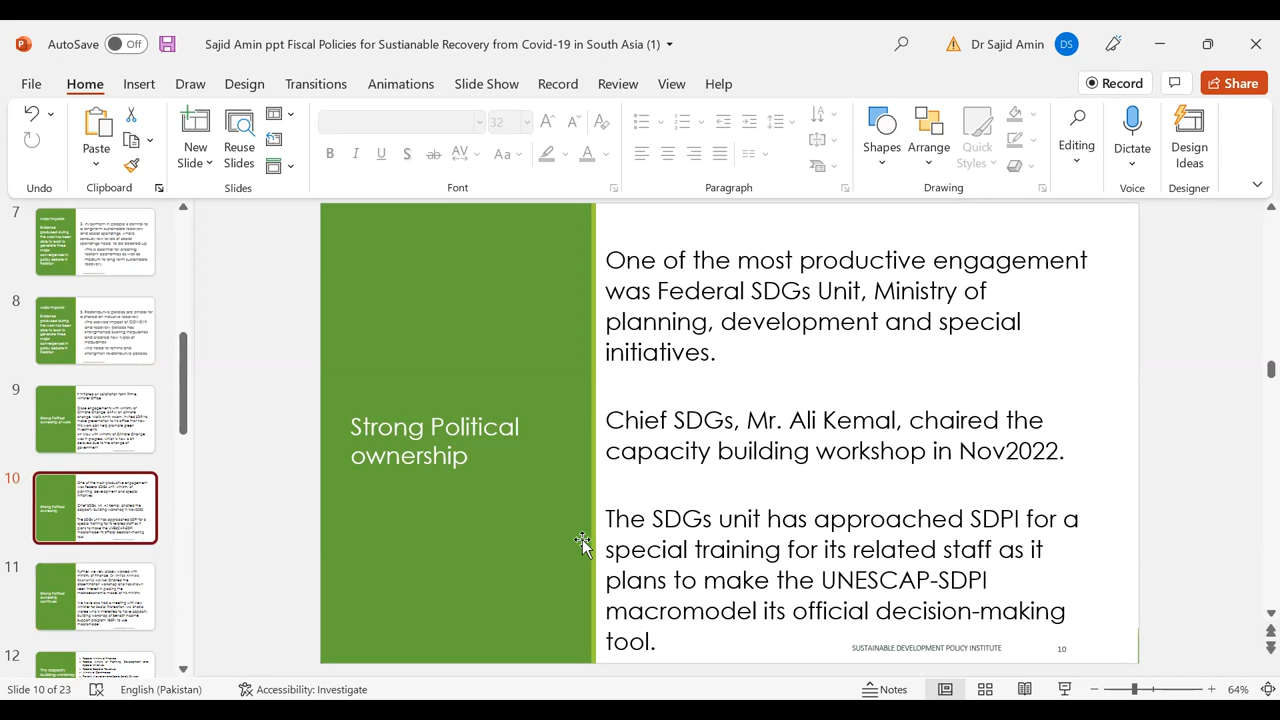 AutoSave Off Sajid Amin ppt Fiscal Policies for Sustianable Recovery from Covid-19 in South Asia (1) Dr Sajid Amin DS
File Home Insert Draw Design Transitions Animations Slide Show Record Review View Help Record Share
32
Paste New Slide Reuse Slides Shapes Arrange Quick Styles Editing Dictate Design Ideas
Undo Clipboard Slides Font Paragraph Drawing Voice Designer
7
8
9
10
11
12
Strong Political
ownership
One of the most productive engagement
was Federal SDGs Unit, Ministry of
planning, development and special
initiatives.
Chief SDGs, Mr. Ali Kemal, chaired the
capacity building workshop in Nov2022.
The SDGs unit has approached SDPI for a
special training for its related staff as it
plans to make the UNESCAP-SDPI
macromodel its official decision-making
tool.
SUSTAINABLE DEVELOPMENT POLICY INSTITUTE 10
Slide 10 of 23 English (Pakistan) Accessibility: Investigate Notes 64%